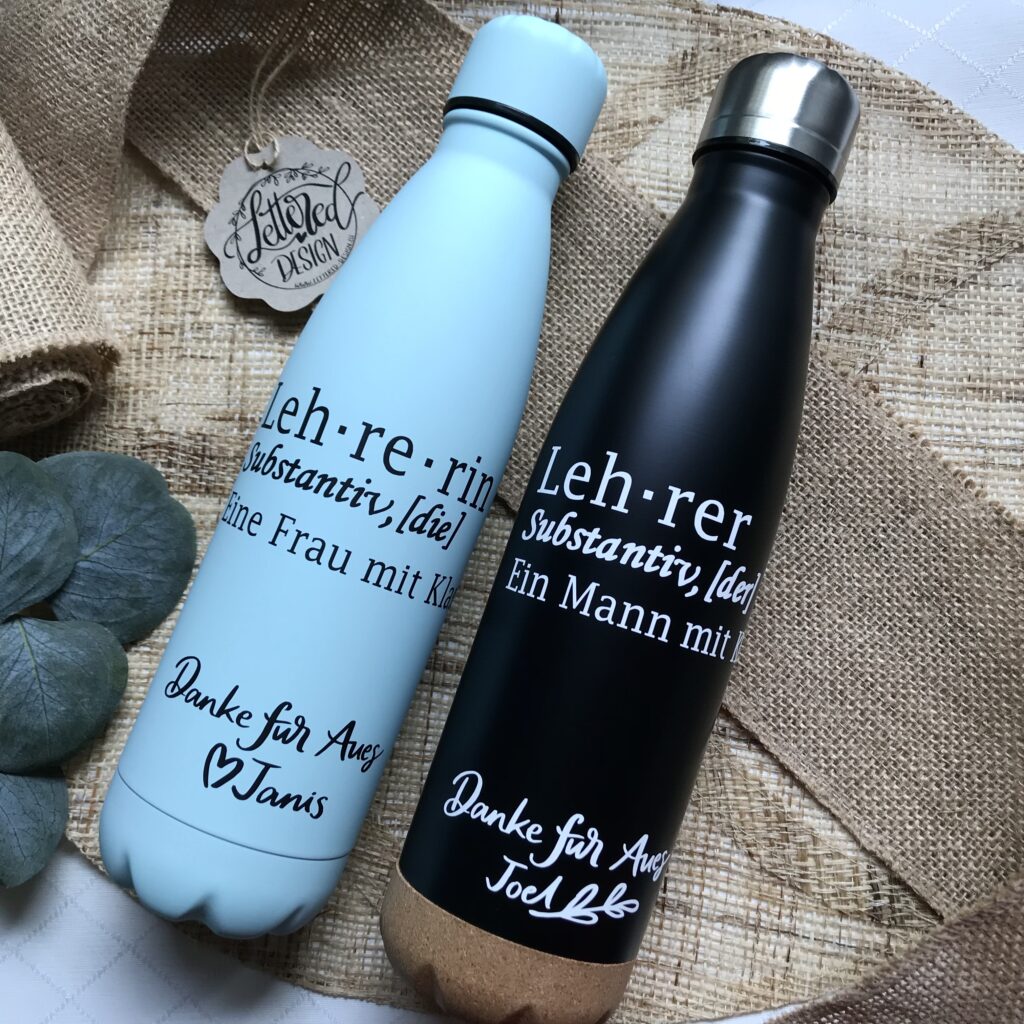 Lettered
DESIGN
Leh·re·rin
Substantiv, [die]
Eine Frau mit Kla
Danke für Alles
Janis
Leh·rer
Substantiv, [der]
Ein Mann mit
Danke für Alles
Joel